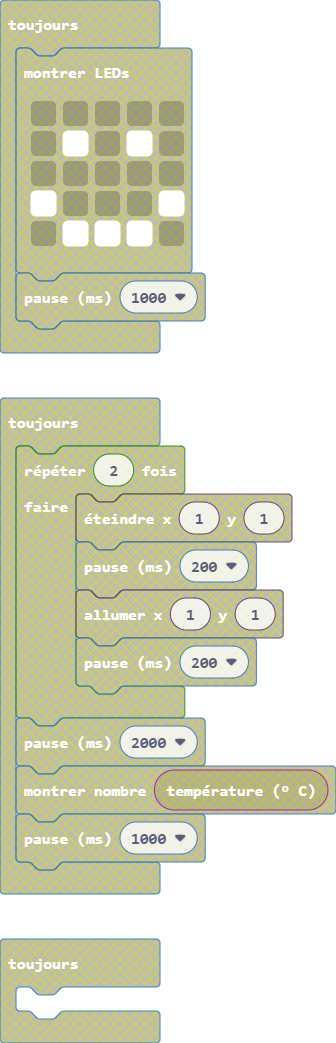 toujours
montrer LEDs
pause (ms) 1000
toujours
répéter 2 fois
faire
éteindre x 1 y 1
pause (ms) 200
allumer x 1 y 1
pause (ms) 200
pause (ms) 2000
montrer nombre température (° C)
pause (ms) 1000
toujours